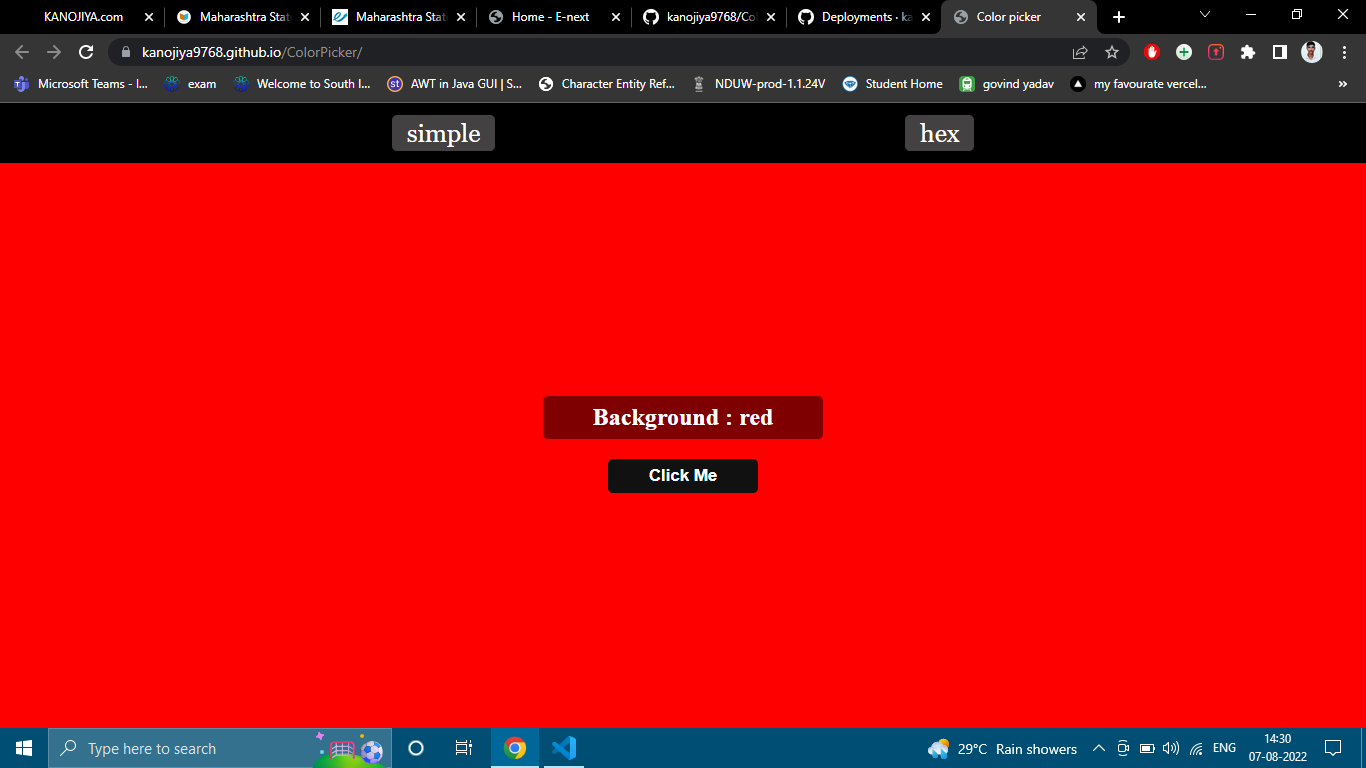 KANOJIYA.com
Maharashtra Stat
Maharashtra Stat
Home - E-next
kanojiya9768/Col
Deployments · ka
Color picker
kanojiya9768.github.io/ColorPicker/
Microsoft Teams - I...
exam
Welcome to South I...
st
AWT in Java GUI | S...
Character Entity Ref...
NDUW-prod-1.1.24V
Student Home
govind yadav
my favourate vercel...
»
simple
hex
Background : red
Click Me
Type here to search
29°C Rain showers
ENG
14:30
07-08-2022